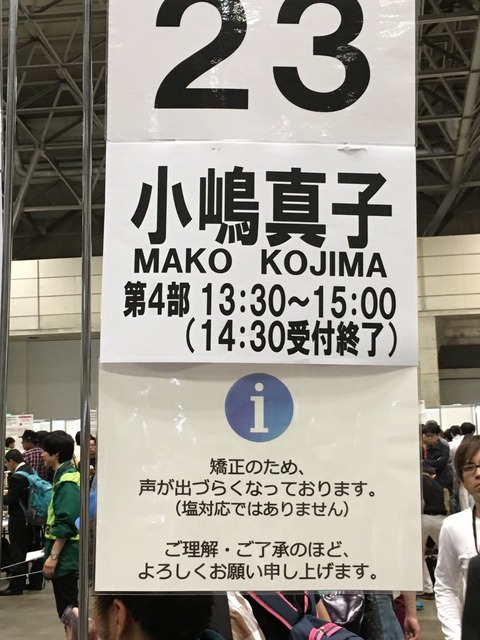 23
小嶋真子
MAKO KOJIMA
第4部 13:30～15:00
（14:30受付終了）
i
矯正のため、
声が出づらくなっております。
（塩対応ではありません）
ご理解・ご了承のほど、
よろしくお願い申し上げます。